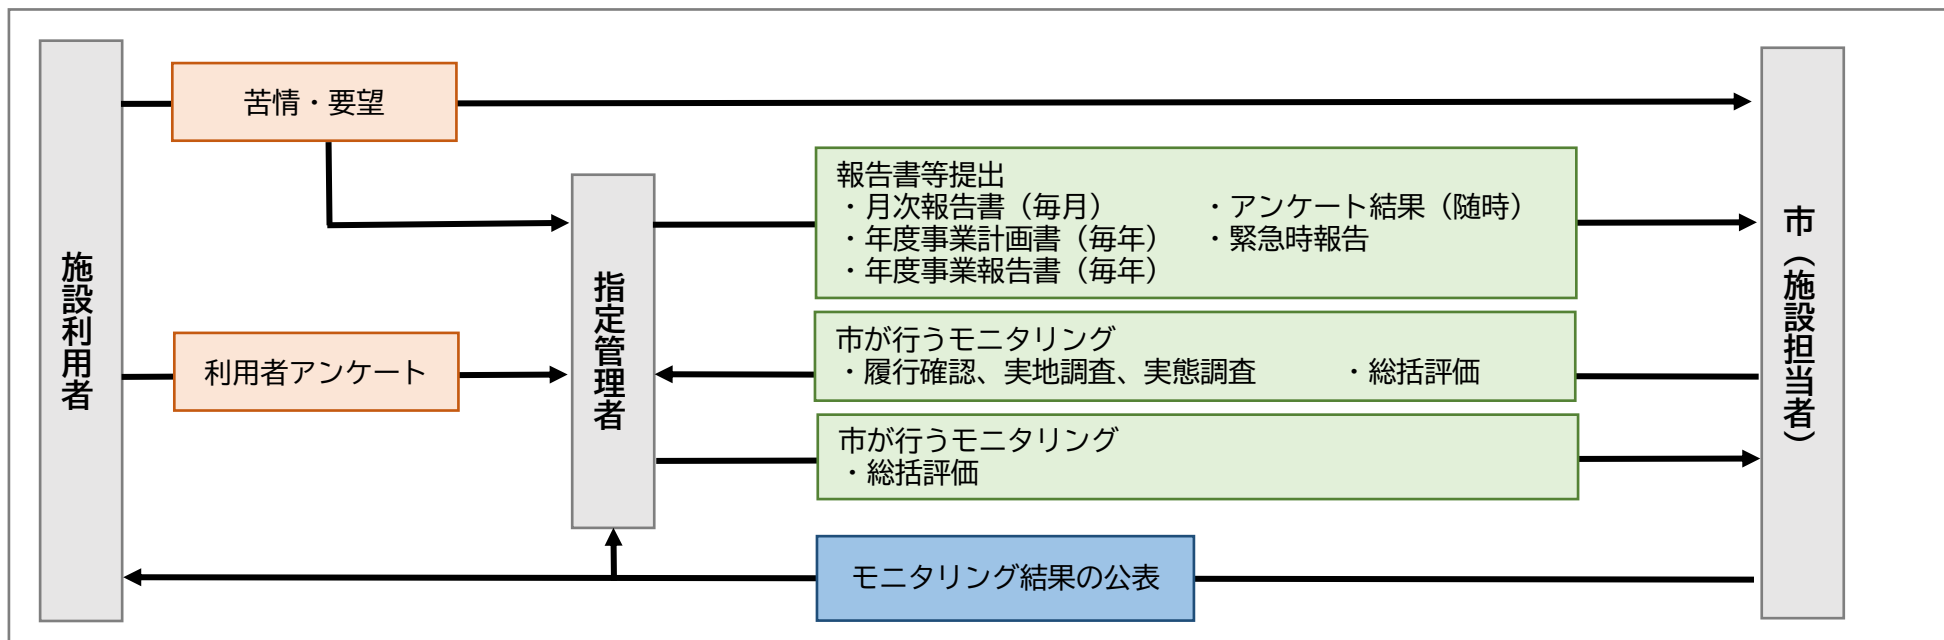 施設利用者
苦情・要望
利用者アンケート
指定管理者
報告書等提出
・月次報告書（毎月）　　　・アンケート結果（随時）
・年度事業計画書（毎年）　・緊急時報告
・年度事業報告書（毎年）
市が行うモニタリング
・履行確認、実地調査、実態調査　　　・総括評価
市が行うモニタリング
・総括評価
モニタリング結果の公表
市（施設担当者）